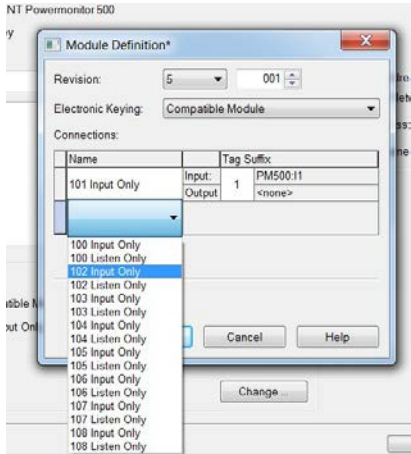 NT Powermonitor 500
Module Definition*
Revision: 5 001
Electronic Keying: Compatible Module
Connections:
Name Tag Suffix
101 Input Only Input: 1 PM500:I1
Output <none>
100 Input Only
100 Listen Only
102 Input Only
102 Listen Only
103 Input Only
103 Listen Only
104 Input Only
104 Listen Only
105 Input Only
105 Listen Only
106 Input Only
106 Listen Only
107 Input Only
107 Listen Only
108 Input Only
108 Listen Only
Cancel Help
Change ...